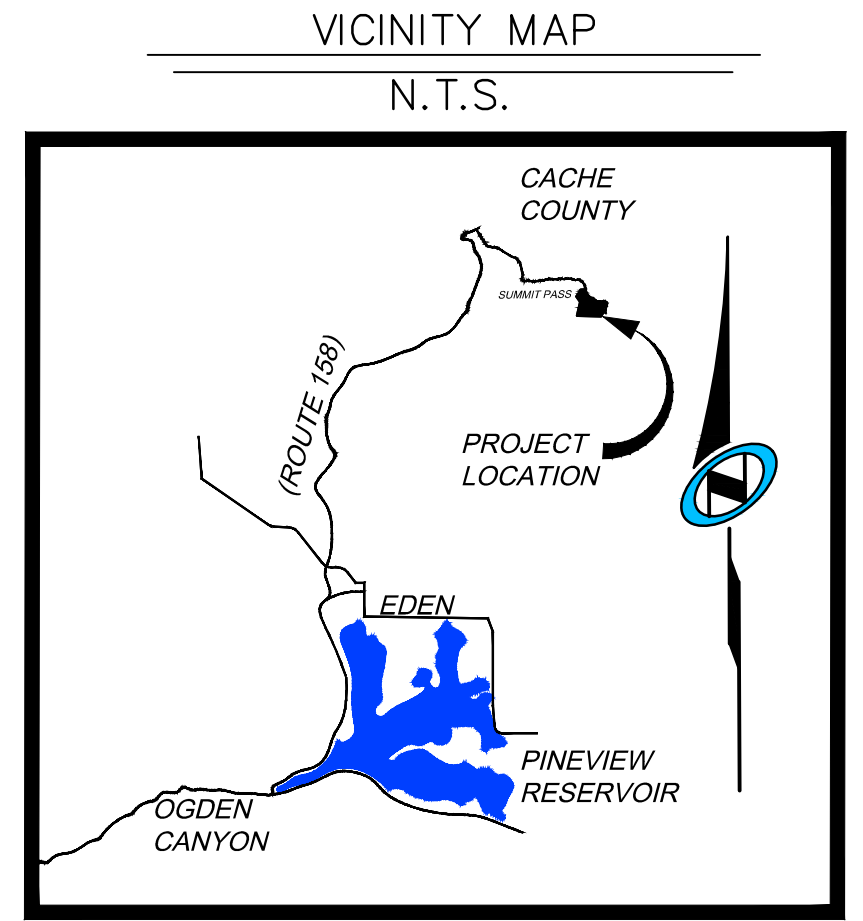 VICINITY MAP
N.T.S.
CACHE
COUNTY
SUMMIT PASS
(ROUTE 158)
PROJECT
LOCATION
N
EDEN
PINEVIEW
RESERVOIR
OGDEN
CANYON